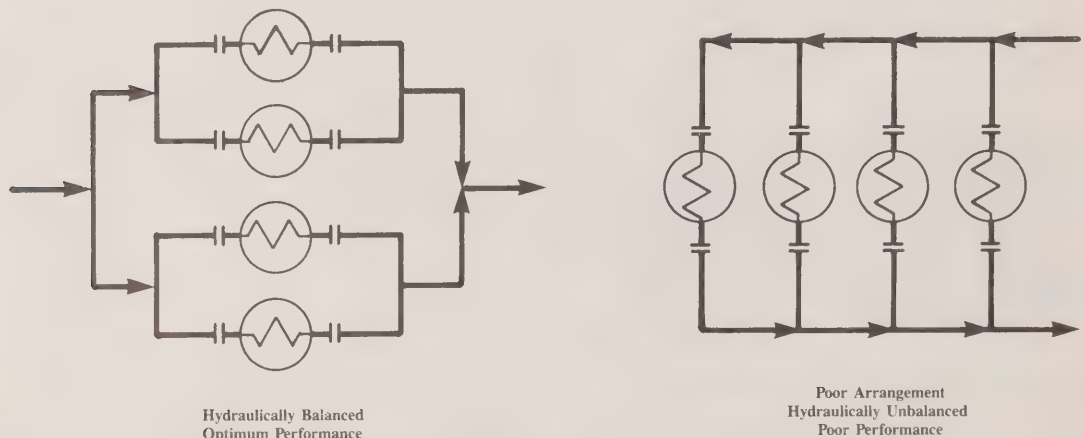 Hydraulically Balanced
Optimum Performance
Poor Arrangement
Hydraulically Unbalanced
Poor Performance